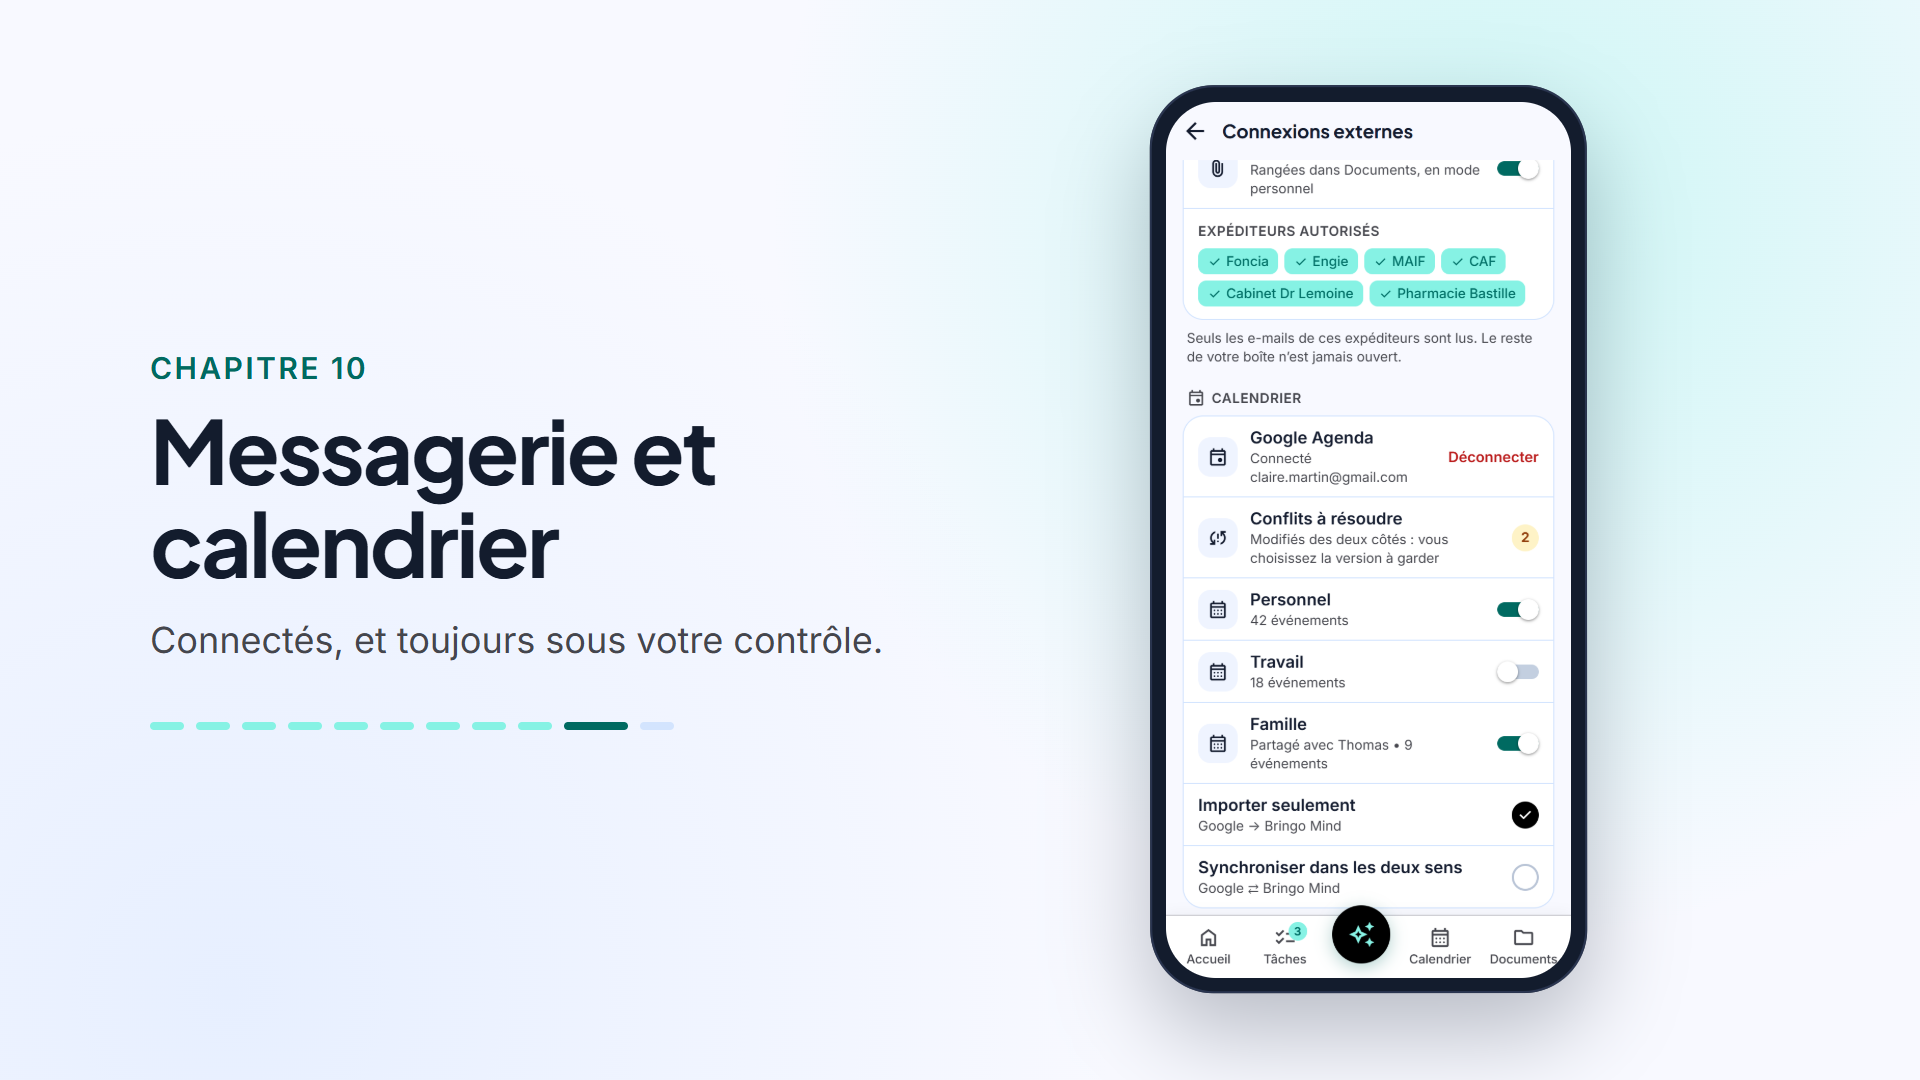 CHAPITRE 10
Messagerie et
calendrier
Connectés, et toujours sous votre contrôle.
Connexions externes
Rangées dans Documents, en mode
personnel
EXPÉDITEURS AUTORISÉS
Foncia
Engie
MAIF
CAF
Cabinet Dr Lemoine
Pharmacie Bastille
Seuls les e-mails de ces expéditeurs sont lus. Le reste
de votre boîte n'est jamais ouvert.
CALENDRIER
Google Agenda
Connecté
claire.martin@gmail.com
Déconnecter
Conflits à résoudre
Modifiés des deux côtés : vous
choisissez la version à garder
2
Personnel
42 événements
Travail
18 événements
Famille
Partagé avec Thomas • 9
événements
Importer seulement
Google → Bringo Mind
Synchroniser dans les deux sens
Google ⇄ Bringo Mind
Accueil
3
Tâches
Calendrier
Documents